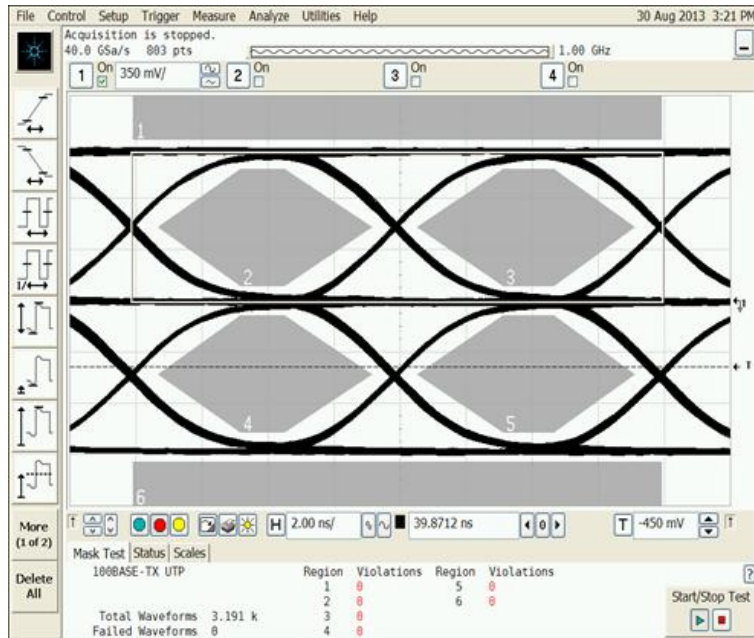 File Control Setup Trigger Measure Analyze Utilities Help 30 Aug 2013 3:21 PM
Acquisition is stopped.
40.0 GSa/s 803 pts 1.00 GHz
1 On 350 mV/ 2 On 3 On 4 On
1
2 3
T
4 5
6
More
(1 of 2)
Delete
All
H 2.00 ns/ 39.8712 ns 0 T -450 mV
Mask Test Status Scales
100BASE-TX UTP Region Violations Region Violations ?
1 0 5 0
2 0 6 0
Total Waveforms 3.191 k 3 0
Failed Waveforms 0 4 0
Start/Stop Test